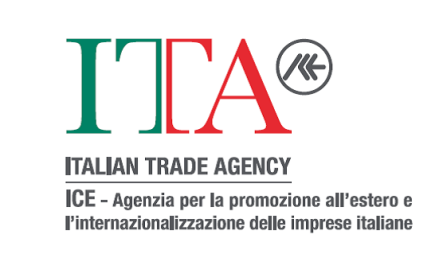 ITA
ITALIAN TRADE AGENCY
ICE - Agenzia per la promozione all'estero e
l'internazionalizzazione delle imprese italiane